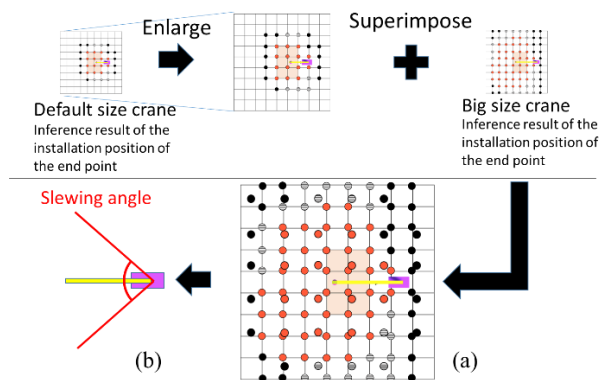 Enlarge
Superimpose
Default size crane
Inference result of the
installation position of
the end point
Big size crane
Inference result of the
installation position of
the end point
Slewing angle
(b)
(a)